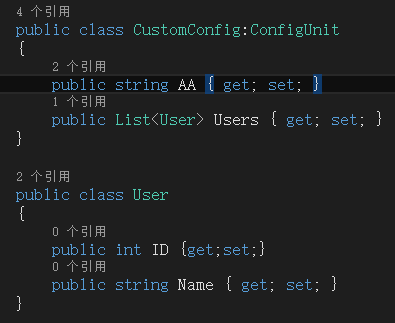 4 个引用
public class CustomConfig:ConfigUnit
{
2 个引用
public string AA { get; set; }
1 个引用
public List<User> Users { get; set; }
}
2 个引用
public class User
{
0 个引用
public int ID {get;set;}
0 个引用
public string Name { get; set; }
}